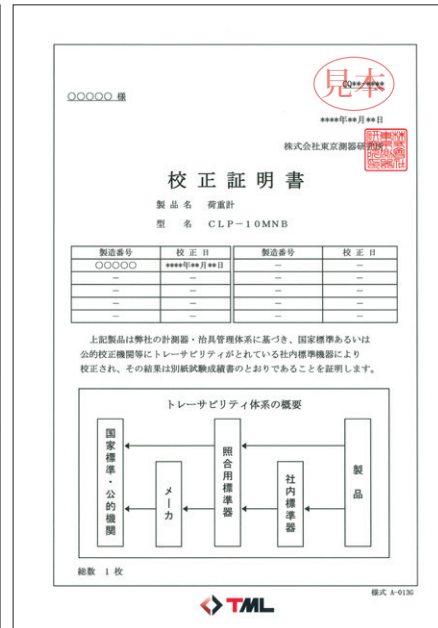 見本
CQ**-****
○○○○○ 様
****年**月**日
株式会社東京測器研究所
校正証明書
製品名 荷重計
型名 CLP-10MNB
製造番号 校正日 製造番号 校正日
○○○○○ ****年**月**日 － －
－ － － －
－ － － －
－ － － －
－ － － －
上記製品は弊社の計測器・治具管理体系に基づき、国家標準あるいは
公的校正機関等にトレーサビリティがとれている社内標準機器により
校正され、その結果は別紙試験成績書のとおりであることを証明します。
トレーサビリティ体系の概要
国家標準・公的機関
メーカ
照合用標準器
社内標準器
製品
総数 1 枚
様式 A-013G
TML